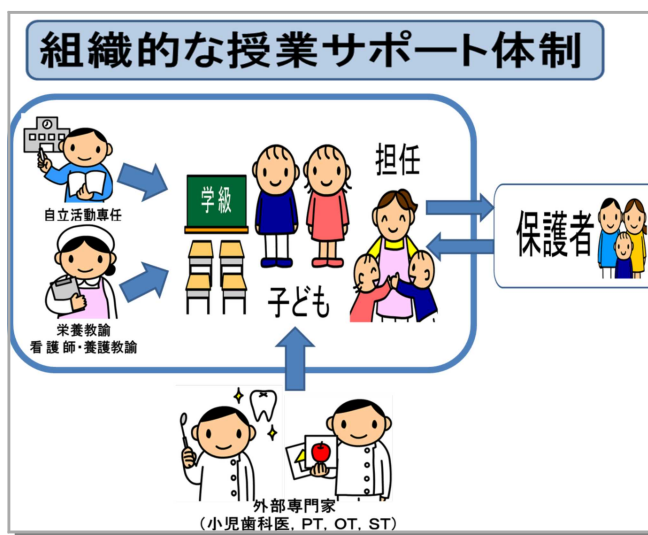 組織的な授業サポート体制
自立活動専任
栄養教諭
看護師・養護教諭
学級
子ども
担任
保護者
外部専門家
（小児歯科医，PT，OT，ST）